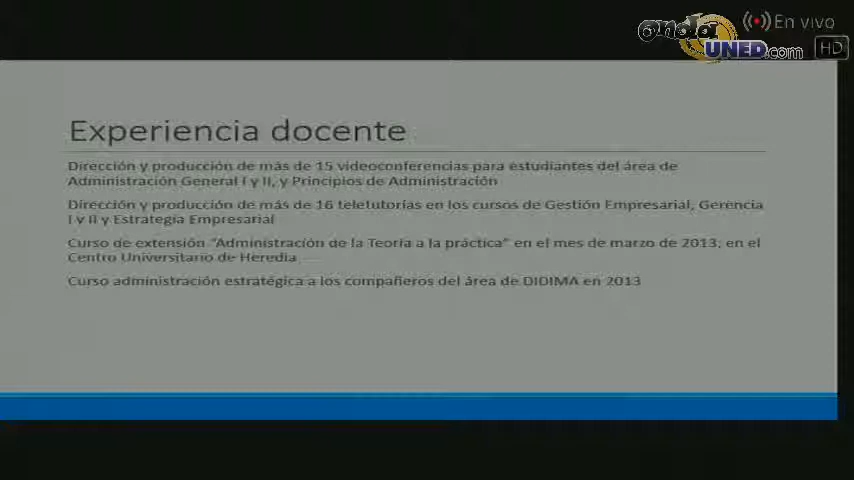 onda
UNED.com
En vivo
HD
Experiencia docente
Dirección y producción de más de 15 videoconferencias para estudiantes del área de
Administración General I y II, y Principios de Administración
Dirección y producción de más de 16 teletutorías en los cursos de Gestión Empresarial, Gerencia
I y II y Estrategia Empresarial
Curso de extensión "Administración de la Teoría a la práctica" en el mes de marzo de 2013, en el
Centro Universitario de Heredia
Curso administración estratégica a los compañeros del área de DIDIMA en 2013